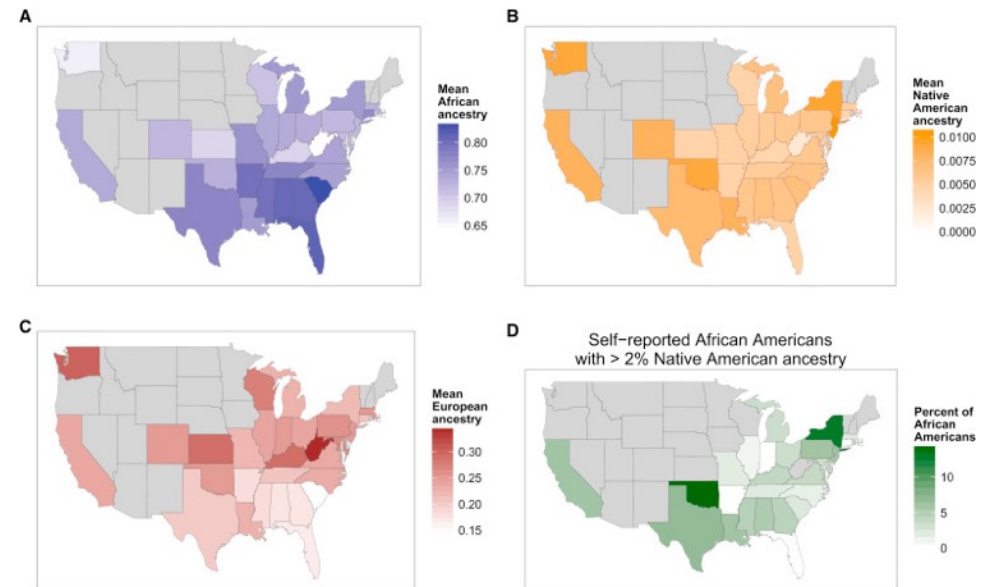 A
Mean
African
ancestry
0.80
0.75
0.70
0.65
B
Mean
Native
American
ancestry
0.0100
0.0075
0.0050
0.0025
0.0000
C
Mean
European
ancestry
0.30
0.25
0.20
0.15
D
Self-reported African Americans
with > 2% Native American ancestry
Percent of
African
Americans
10
5
0